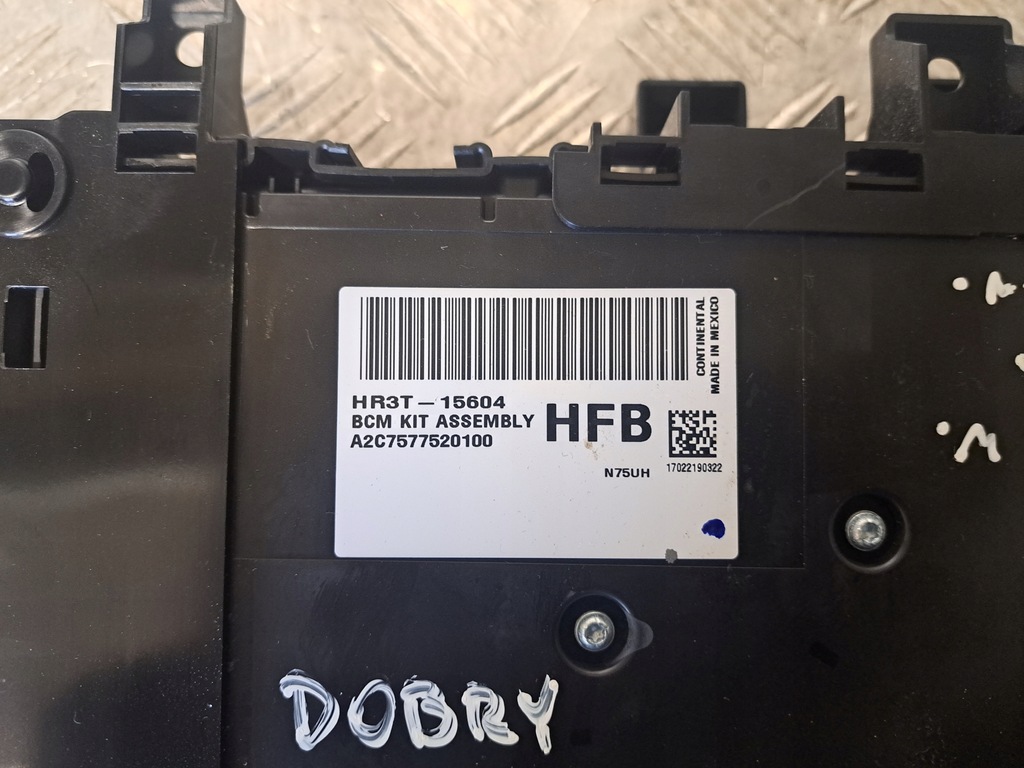 CONTINENTAL
MADE IN MEXICO
HR3T-15604
BCM KIT ASSEMBLY
HFB
A2C7577520100
N75UH
17022190322
M
DOBRY